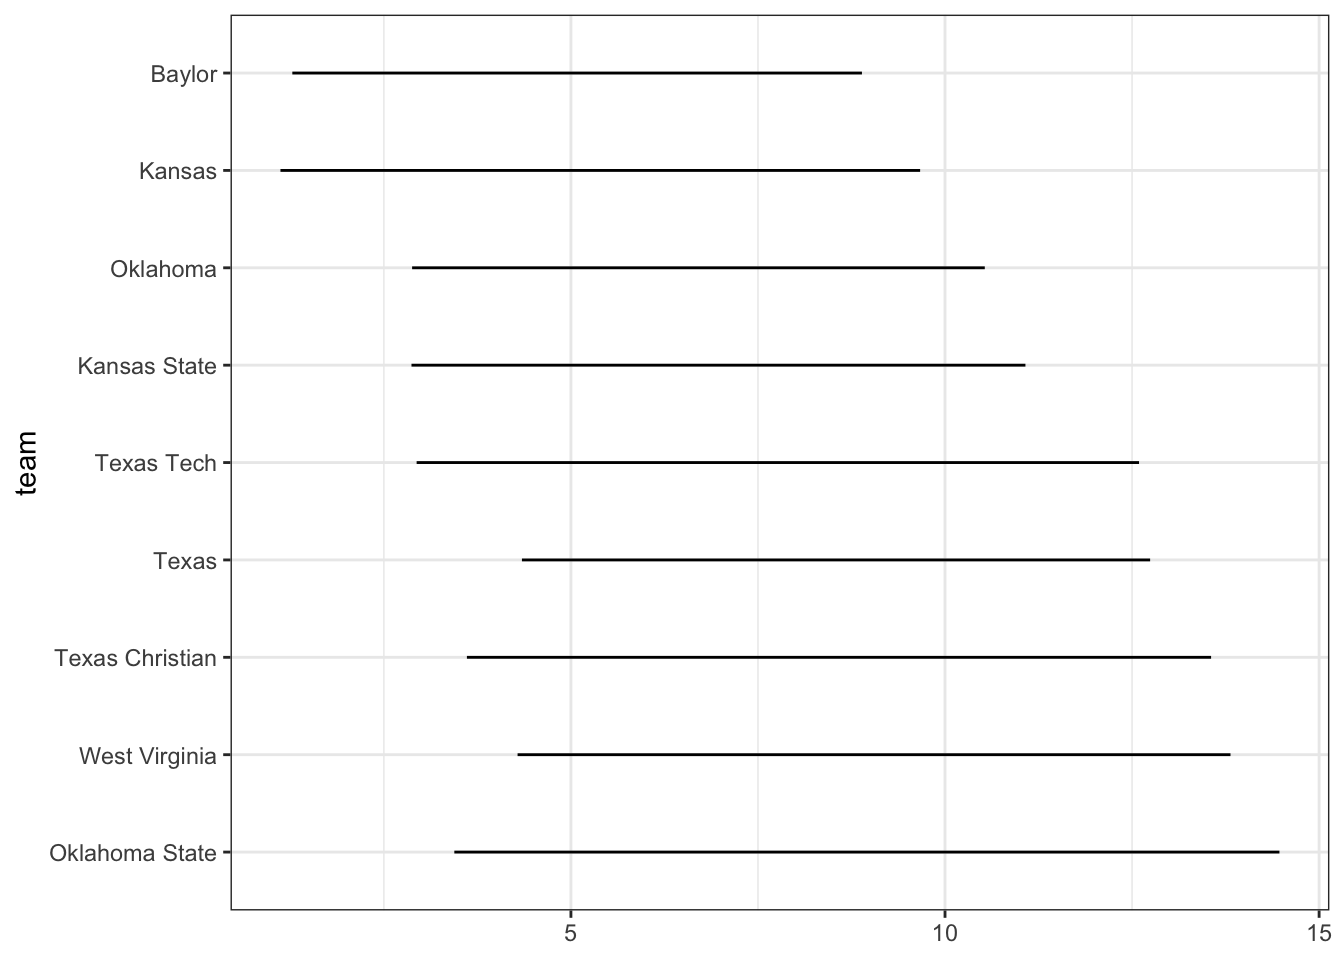 team
Baylor
Kansas
Oklahoma
Kansas State
Texas Tech
Texas
Texas Christian
West Virginia
Oklahoma State
5 10 15